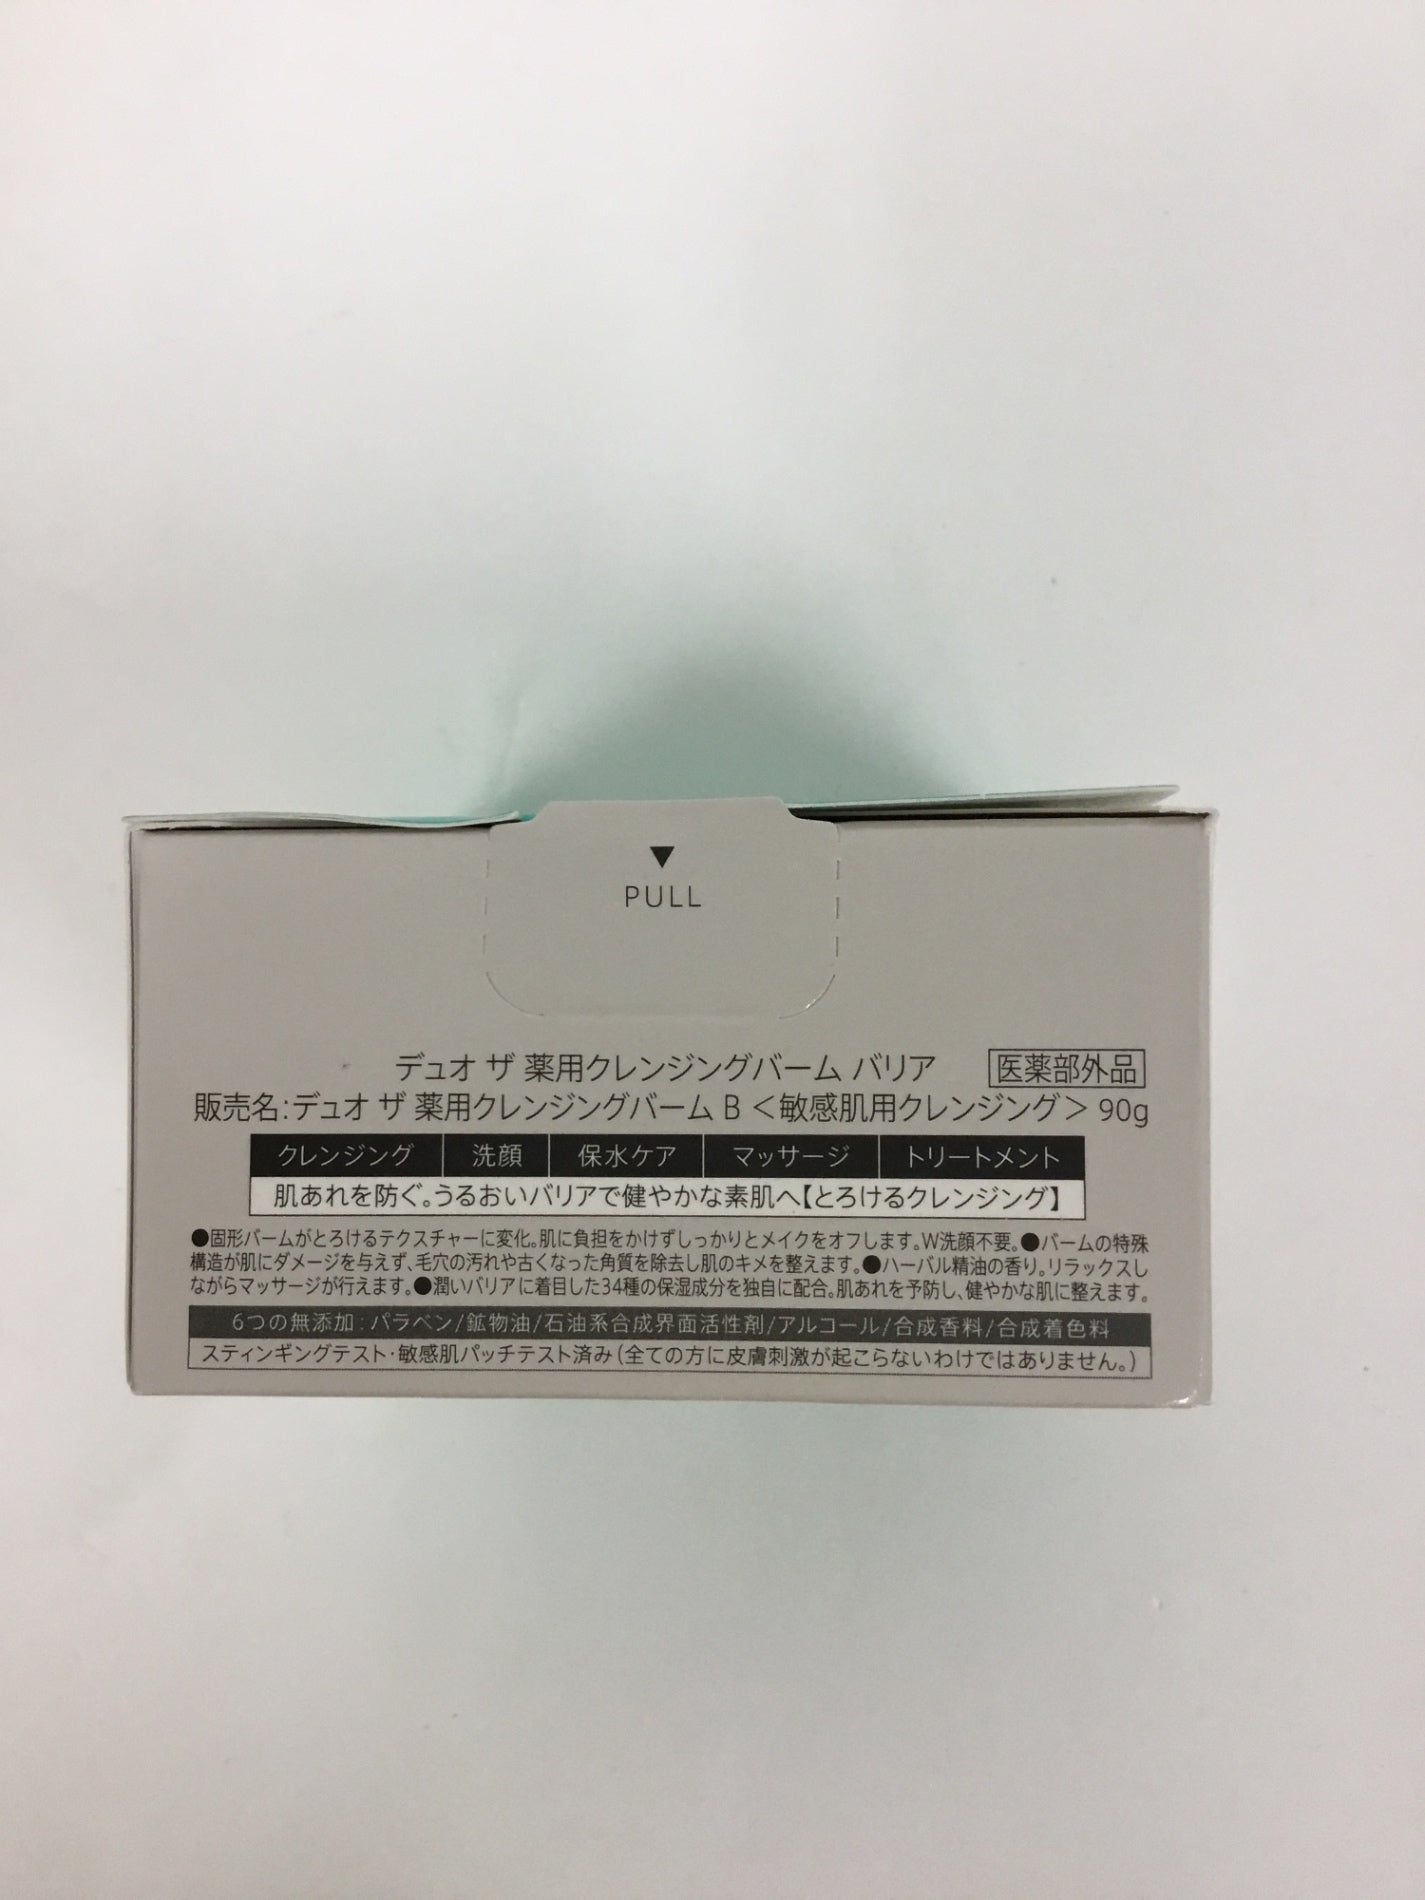 ▼
PULL
デュオ ザ 薬用クレンジングバーム バリア 医薬部外品
販売名:デュオ ザ 薬用クレンジングバーム B ＜敏感肌用クレンジング＞ 90g
クレンジング 洗顔 保水ケア マッサージ トリートメント
肌あれを防ぐ。うるおいバリアで健やかな素肌へ【とろけるクレンジング】
●固形バームがとろけるテクスチャーに変化。肌に負担をかけずしっかりとメイクをオフします。W洗顔不要。●バームの特殊
構造が肌にダメージを与えず、毛穴の汚れや古くなった角質を除去し肌のキメを整えます。●ハーバル精油の香り。リラックスし
ながらマッサージが行えます。●潤いバリアに着目した34種の保湿成分を独自に配合。肌あれを予防し、健やかな肌に整えます。
6つの無添加:パラベン/鉱物油/石油系合成界面活性剤/アルコール/合成香料/合成着色料
スティンギングテスト・敏感肌パッチテスト済み(全ての方に皮膚刺激が起こらないわけではありません。)